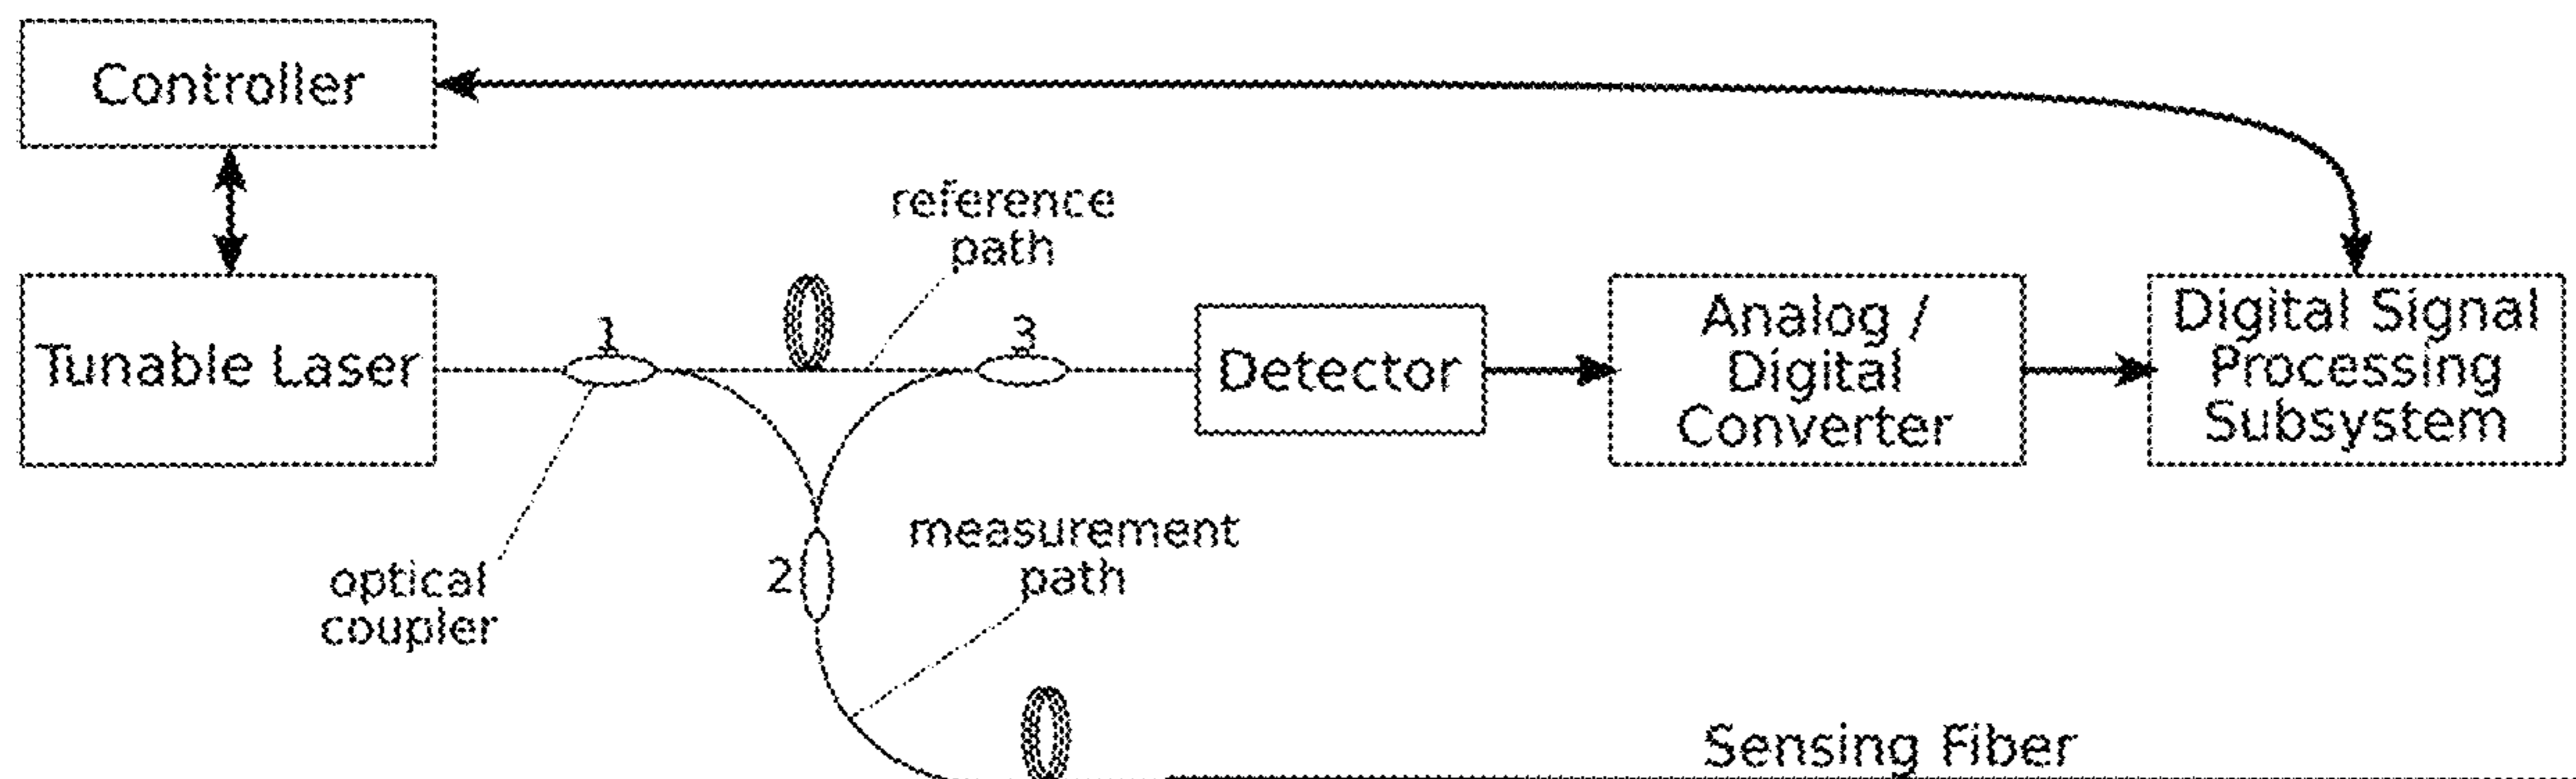 Controller
reference
path
Tunable Laser
1
3
Detector
Analog /
Digital
Converter
Digital Signal
Processing
Subsystem
optical
coupler
2
measurement
path
Sensing Fiber